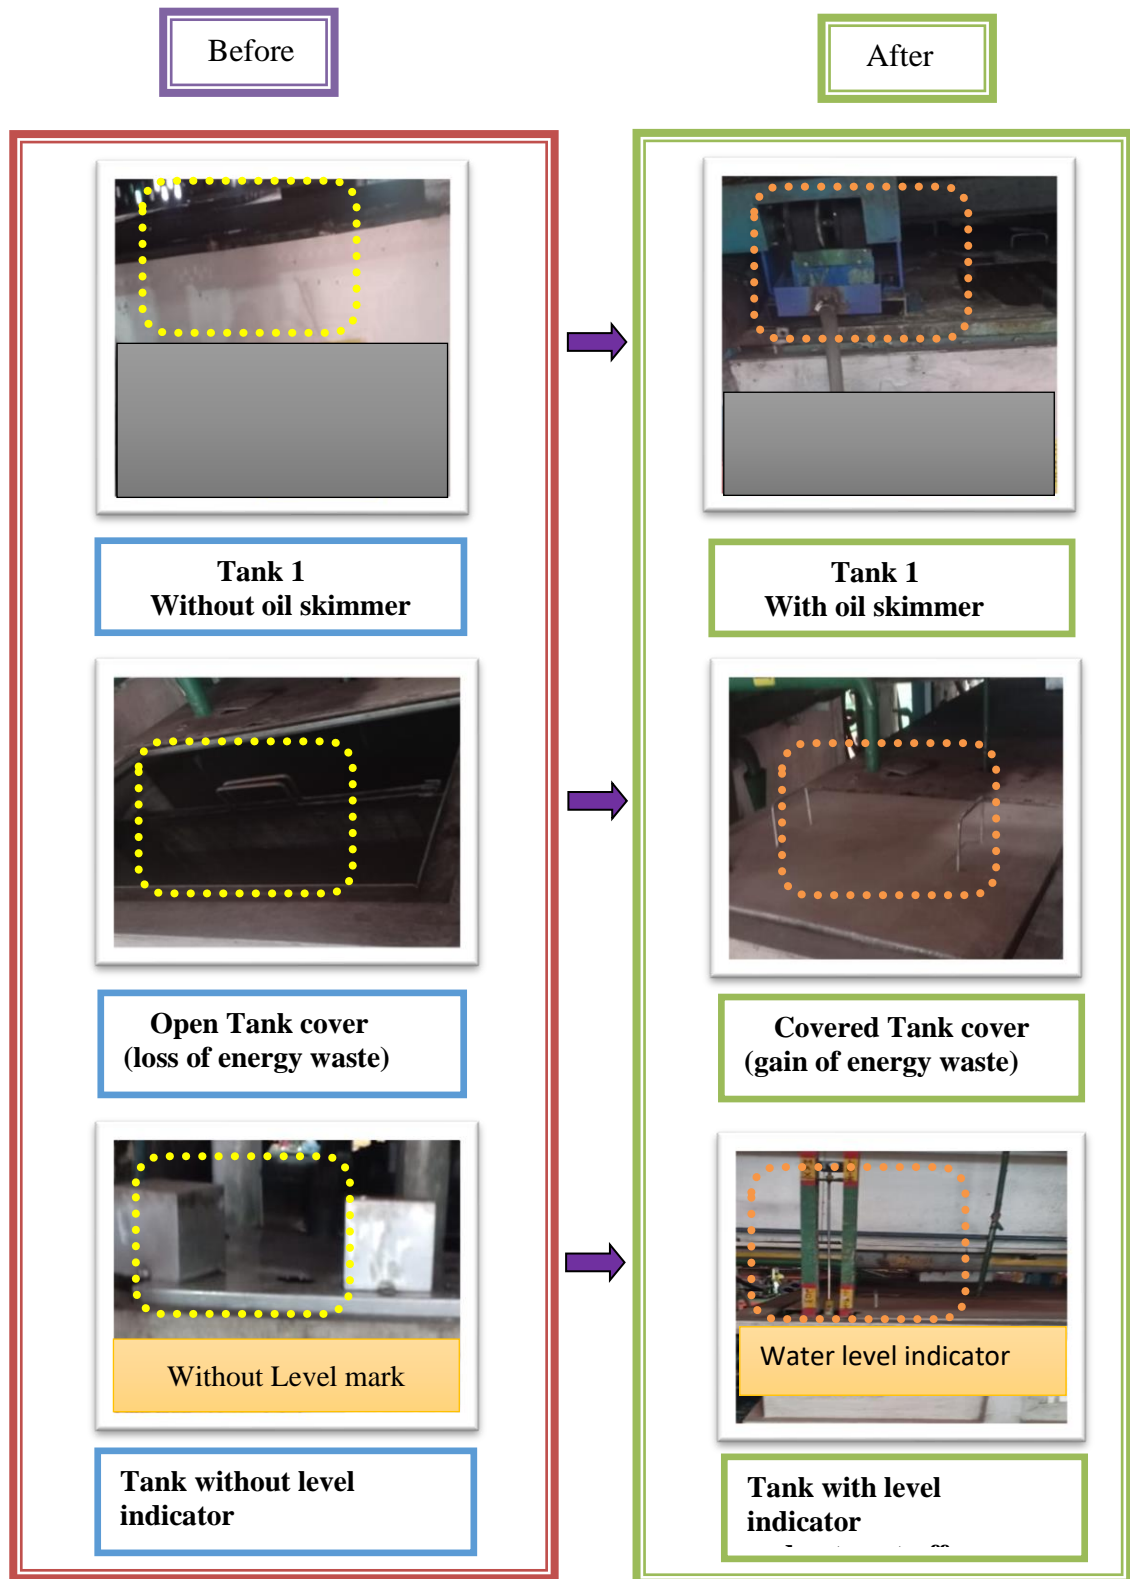 Before
After
Tank 1
Without oil skimmer
Tank 1
With oil skimmer
Open Tank cover
(loss of energy waste)
Covered Tank cover
(gain of energy waste)
Without Level mark
Water level indicator
Tank without level
indicator
Tank with level
indicator